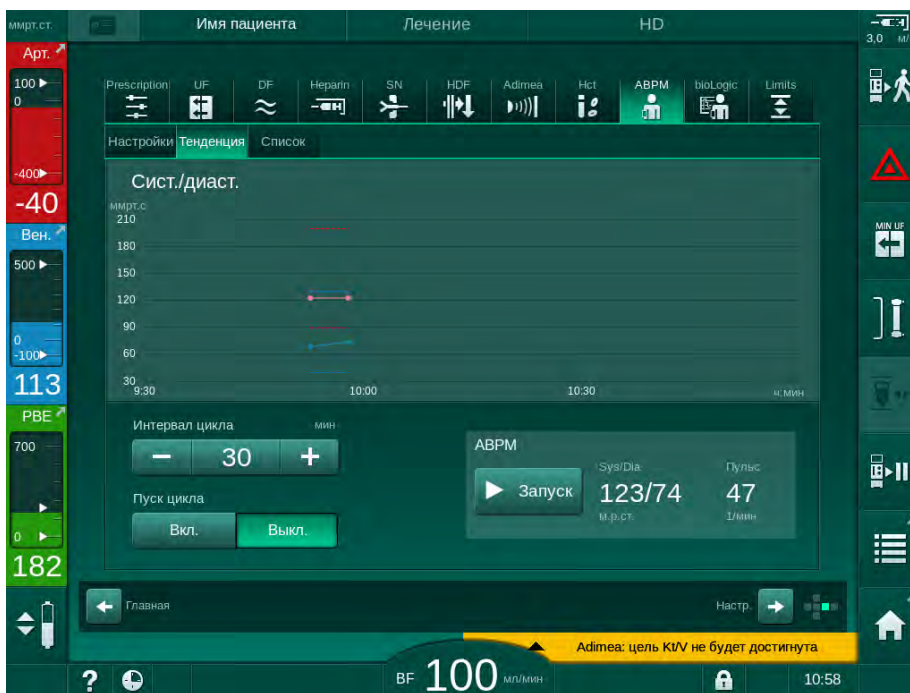 ммрт.ст.
Имя пациента
Лечение
HD
3,0 м/
Арт.
100
0
-400
-40
Вен.
500
0
-100
113
PBE
700
0
182
Prescription
UF
DF
Heparin
SN
HDF
Adimea
Hct
ABPM
bioLogic
Limits
Настройки Тенденция Список
Сист./диаст.
ммрт.с
210
180
150
120
90
60
30
9:30
10:00
10:30
ч:мин
Интервал цикла
мин
30
Пуск цикла
Вкл.
Выкл.
ABPM
Запуск
Sys/Dia
Пульс
123/74
47
м.р.ст.
1/мин
MIN UF
Главная
Настр.
Adimea: цель Kt/V не будет достигнута
?
BF 100 мл/мин
10:58